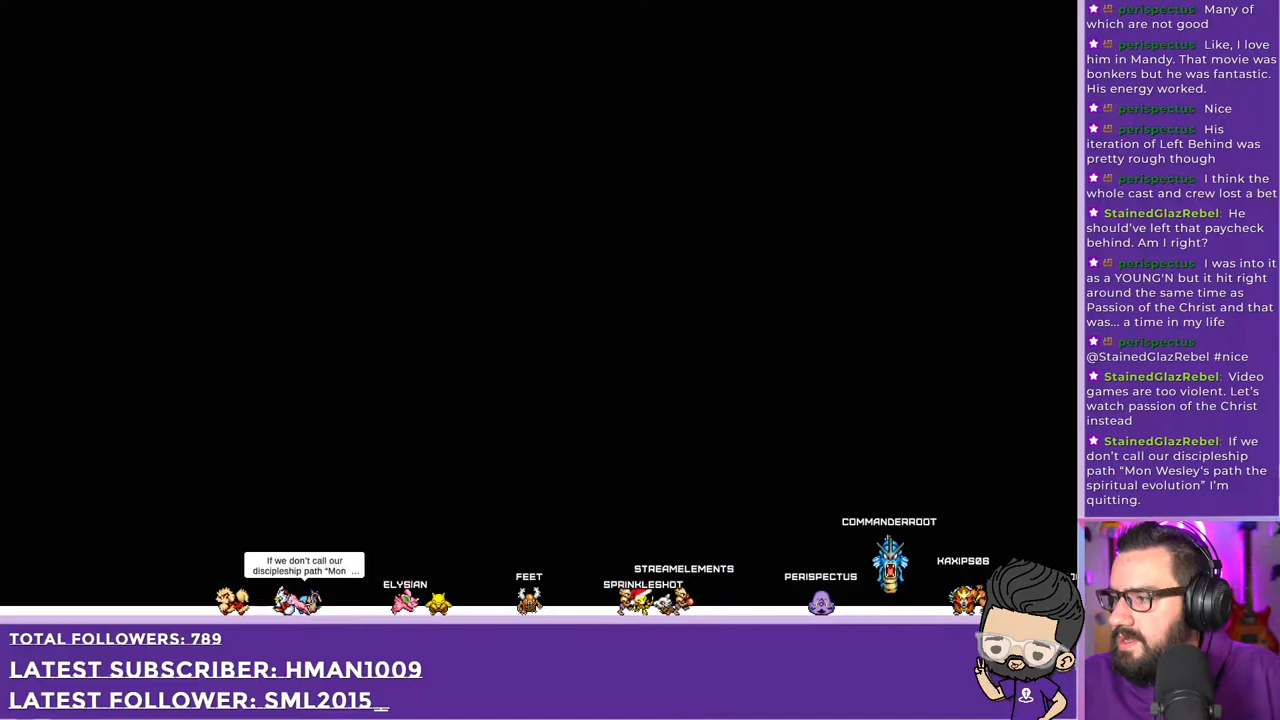 perispectus Many of
which are not good
perispectus Like, I love
him in Mandy. That movie was
bonkers but he was fantastic.
His energy worked.
perispectus Nice
perispectus His
iteration of Left Behind was
pretty rough though
perispectus I think the
whole cast and crew lost a bet
StainedGlazRebel: He
should've left that paycheck
behind. Am I right?
perispectus I was into it
as a YOUNG'N but it hit right
around the same time as
Passion of the Christ and that
was... a time in my life
perispectus
@StainedGlazRebel #nice
StainedGlazRebel: Video
games are too violent. Let's
watch passion of the Christ
instead
StainedGlazRebel: If we
don't call our discipleship
path “Mon Wesley's path the
spiritual evolution” I'm
quitting.
COMMANDERROOT
If we don't call our
discipleship path “Mon ...
ELYSIAN
FEET
STREAMELEMENTS
SPRINKLESHOT
PERISPECTUS
KAXIPS06
TOTAL FOLLOWERS: 789
LATEST SUBSCRIBER: HMAN1009
LATEST FOLLOWER: SML2015_